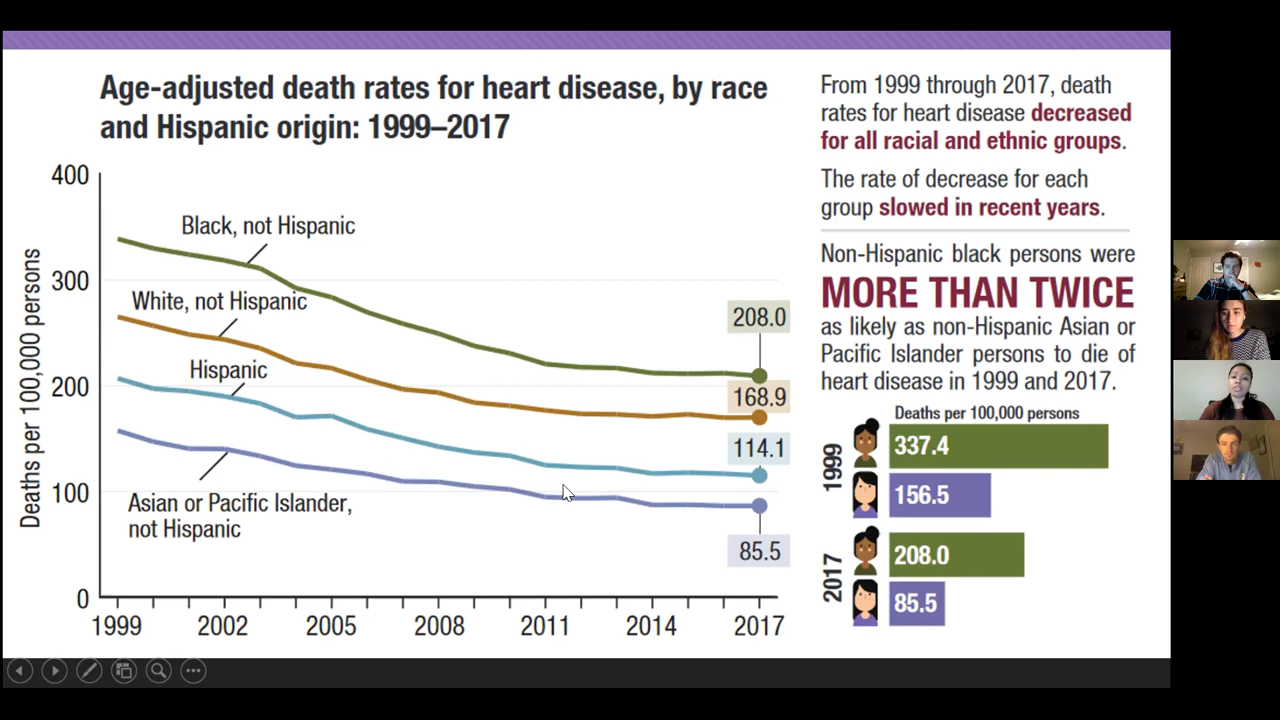 Age-adjusted death rates for heart disease, by race
and Hispanic origin: 1999–2017
Deaths per 100,000 persons
400
300
200
100
0
Black, not Hispanic
White, not Hispanic
Hispanic
Asian or Pacific Islander,
not Hispanic
208.0
168.9
114.1
85.5
1999
2002
2005
2008
2011
2014
2017
From 1999 through 2017, death
rates for heart disease decreased
for all racial and ethnic groups.
The rate of decrease for each
group slowed in recent years.
Non-Hispanic black persons were
MORE THAN TWICE
as likely as non-Hispanic Asian or
Pacific Islander persons to die of
heart disease in 1999 and 2017.
Deaths per 100,000 persons
1999
337.4
156.5
2017
208.0
85.5